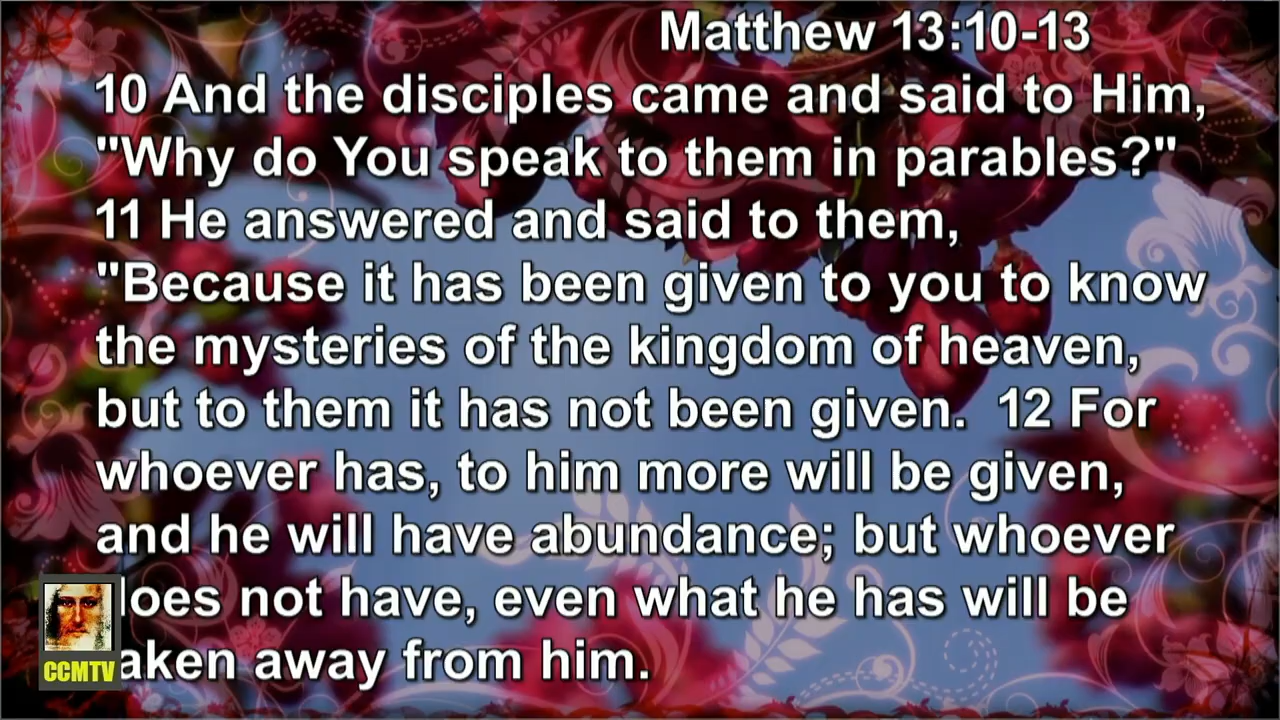 Matthew 13:10-13
10 And the disciples came and said to Him,
"Why do You speak to them in parables?"
11 He answered and said to them,
"Because it has been given to you to know
the mysteries of the kingdom of heaven,
but to them it has not been given.  12 For
whoever has, to him more will be given,
and he will have abundance; but whoever
does not have, even what he has will be
taken away from him.
CCMTV